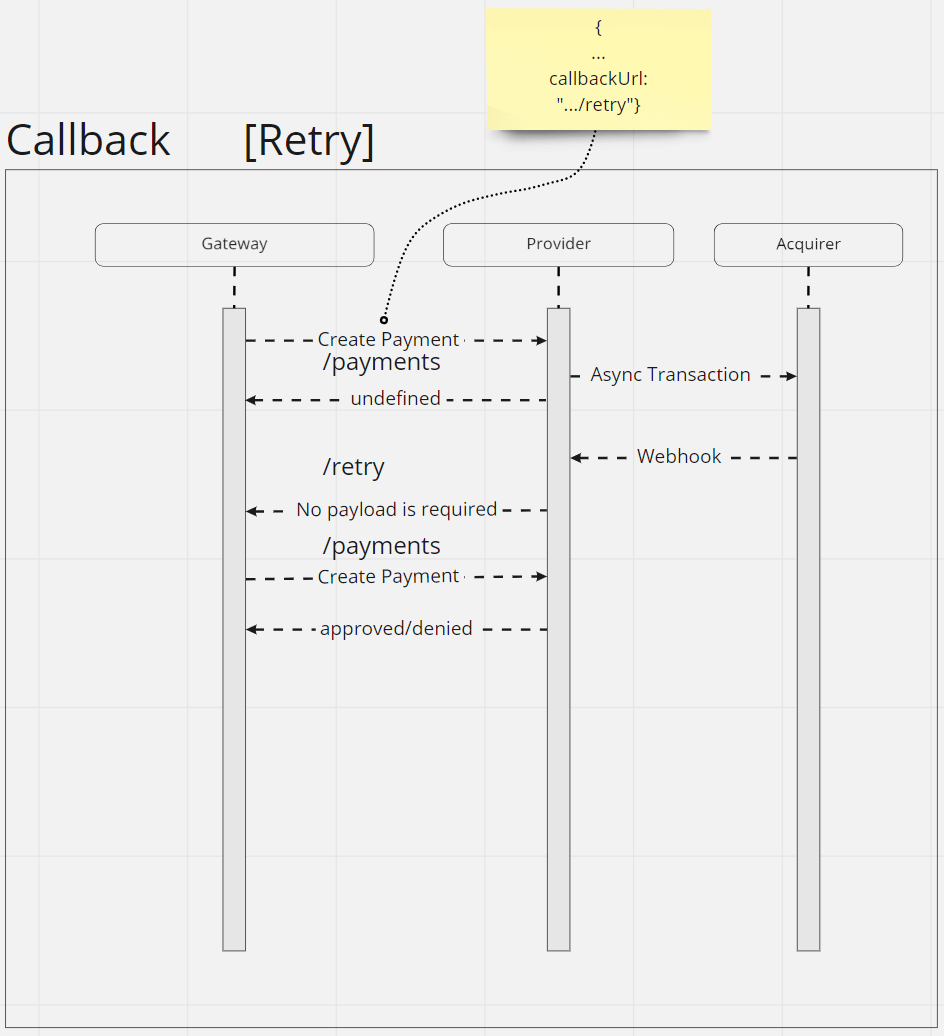 {
...
callbackUrl:
".../retry"}
Callback [Retry]
Gateway
Provider
Acquirer
Create Payment
/payments
Async Transaction
undefined
Webhook
/retry
No payload is required
/payments
Create Payment
approved/denied